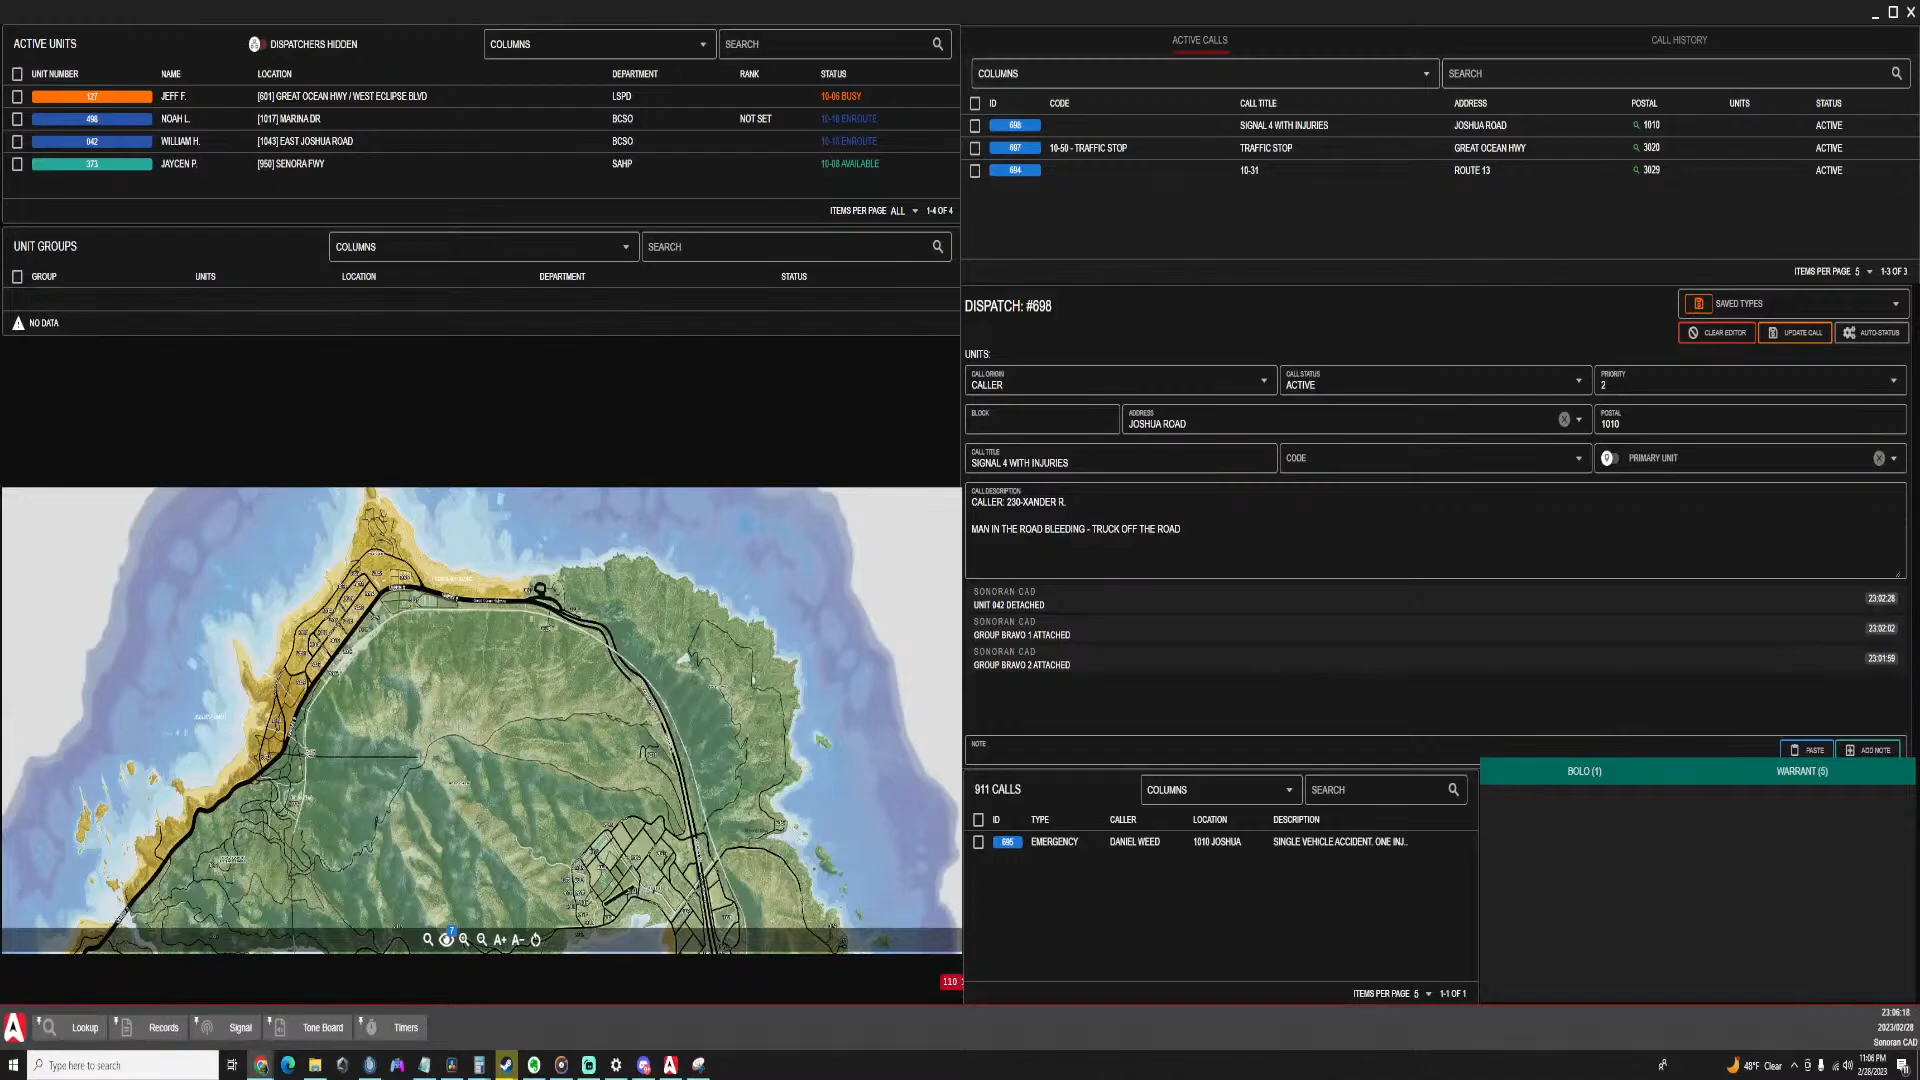 ACTIVE UNITS
DISPATCHERS HIDDEN
COLUMNS
SEARCH
UNIT NUMBER NAME LOCATION DEPARTMENT RANK STATUS
127 JEFF F. [601] GREAT OCEAN HWY / WEST ECLIPSE BLVD LSPD 10-06 BUSY
498 NOAH L. [1017] MARINA DR BCSO NOT SET 10-18 ENROUTE
042 WILLIAM H. [1043] EAST JOSHUA ROAD BCSO 10-18 ENROUTE
373 JAYCEN P. [950] SENORA FWY SAHP 10-08 AVAILABLE
ITEMS PER PAGE ALL 1-4 OF 4
UNIT GROUPS
COLUMNS
SEARCH
GROUP UNITS LOCATION DEPARTMENT STATUS
NO DATA
ACTIVE CALLS
CALL HISTORY
COLUMNS
SEARCH
ID CODE CALL TITLE ADDRESS POSTAL UNITS STATUS
698 SIGNAL 4 WITH INJURIES JOSHUA ROAD 1010 ACTIVE
697 10-50 - TRAFFIC STOP TRAFFIC STOP GREAT OCEAN HWY 3020 ACTIVE
694 10-31 ROUTE 13 3029 ACTIVE
ITEMS PER PAGE 5 1-3 OF 3
DISPATCH: #698
SAVED TYPES
CLEAR EDITOR
UPDATE CALL
AUTO-STATUS
UNITS:
CALL ORIGIN
CALLER
CALL STATUS
ACTIVE
PRIORITY
2
BLOCK
ADDRESS
JOSHUA ROAD
POSTAL
1010
CALL TITLE
SIGNAL 4 WITH INJURIES
CODE
PRIMARY UNIT
CALL DESCRIPTION
CALLER: 230-XANDER R.
MAN IN THE ROAD BLEEDING - TRUCK OFF THE ROAD
SONORAN CAD
UNIT 042 DETACHED
23:02:28
SONORAN CAD
GROUP BRAVO 1 ATTACHED
23:02:02
SONORAN CAD
GROUP BRAVO 2 ATTACHED
23:01:59
NOTE
PASTE
ADD NOTE
911 CALLS
COLUMNS
SEARCH
ID TYPE CALLER LOCATION DESCRIPTION
695 EMERGENCY DANIEL WEED 1010 JOSHUA SINGLE VEHICLE ACCIDENT. ONE INJ..
ITEMS PER PAGE 5 1-1 OF 1
BOLO (1)
WARRANT (5)
7
A+ A-
110
Lookup
Records
Signal
Tone Board
Timers
23:06:18
2023/02/28
Sonoran CAD
Type here to search
48°F Clear
11:06 PM
2/28/2023